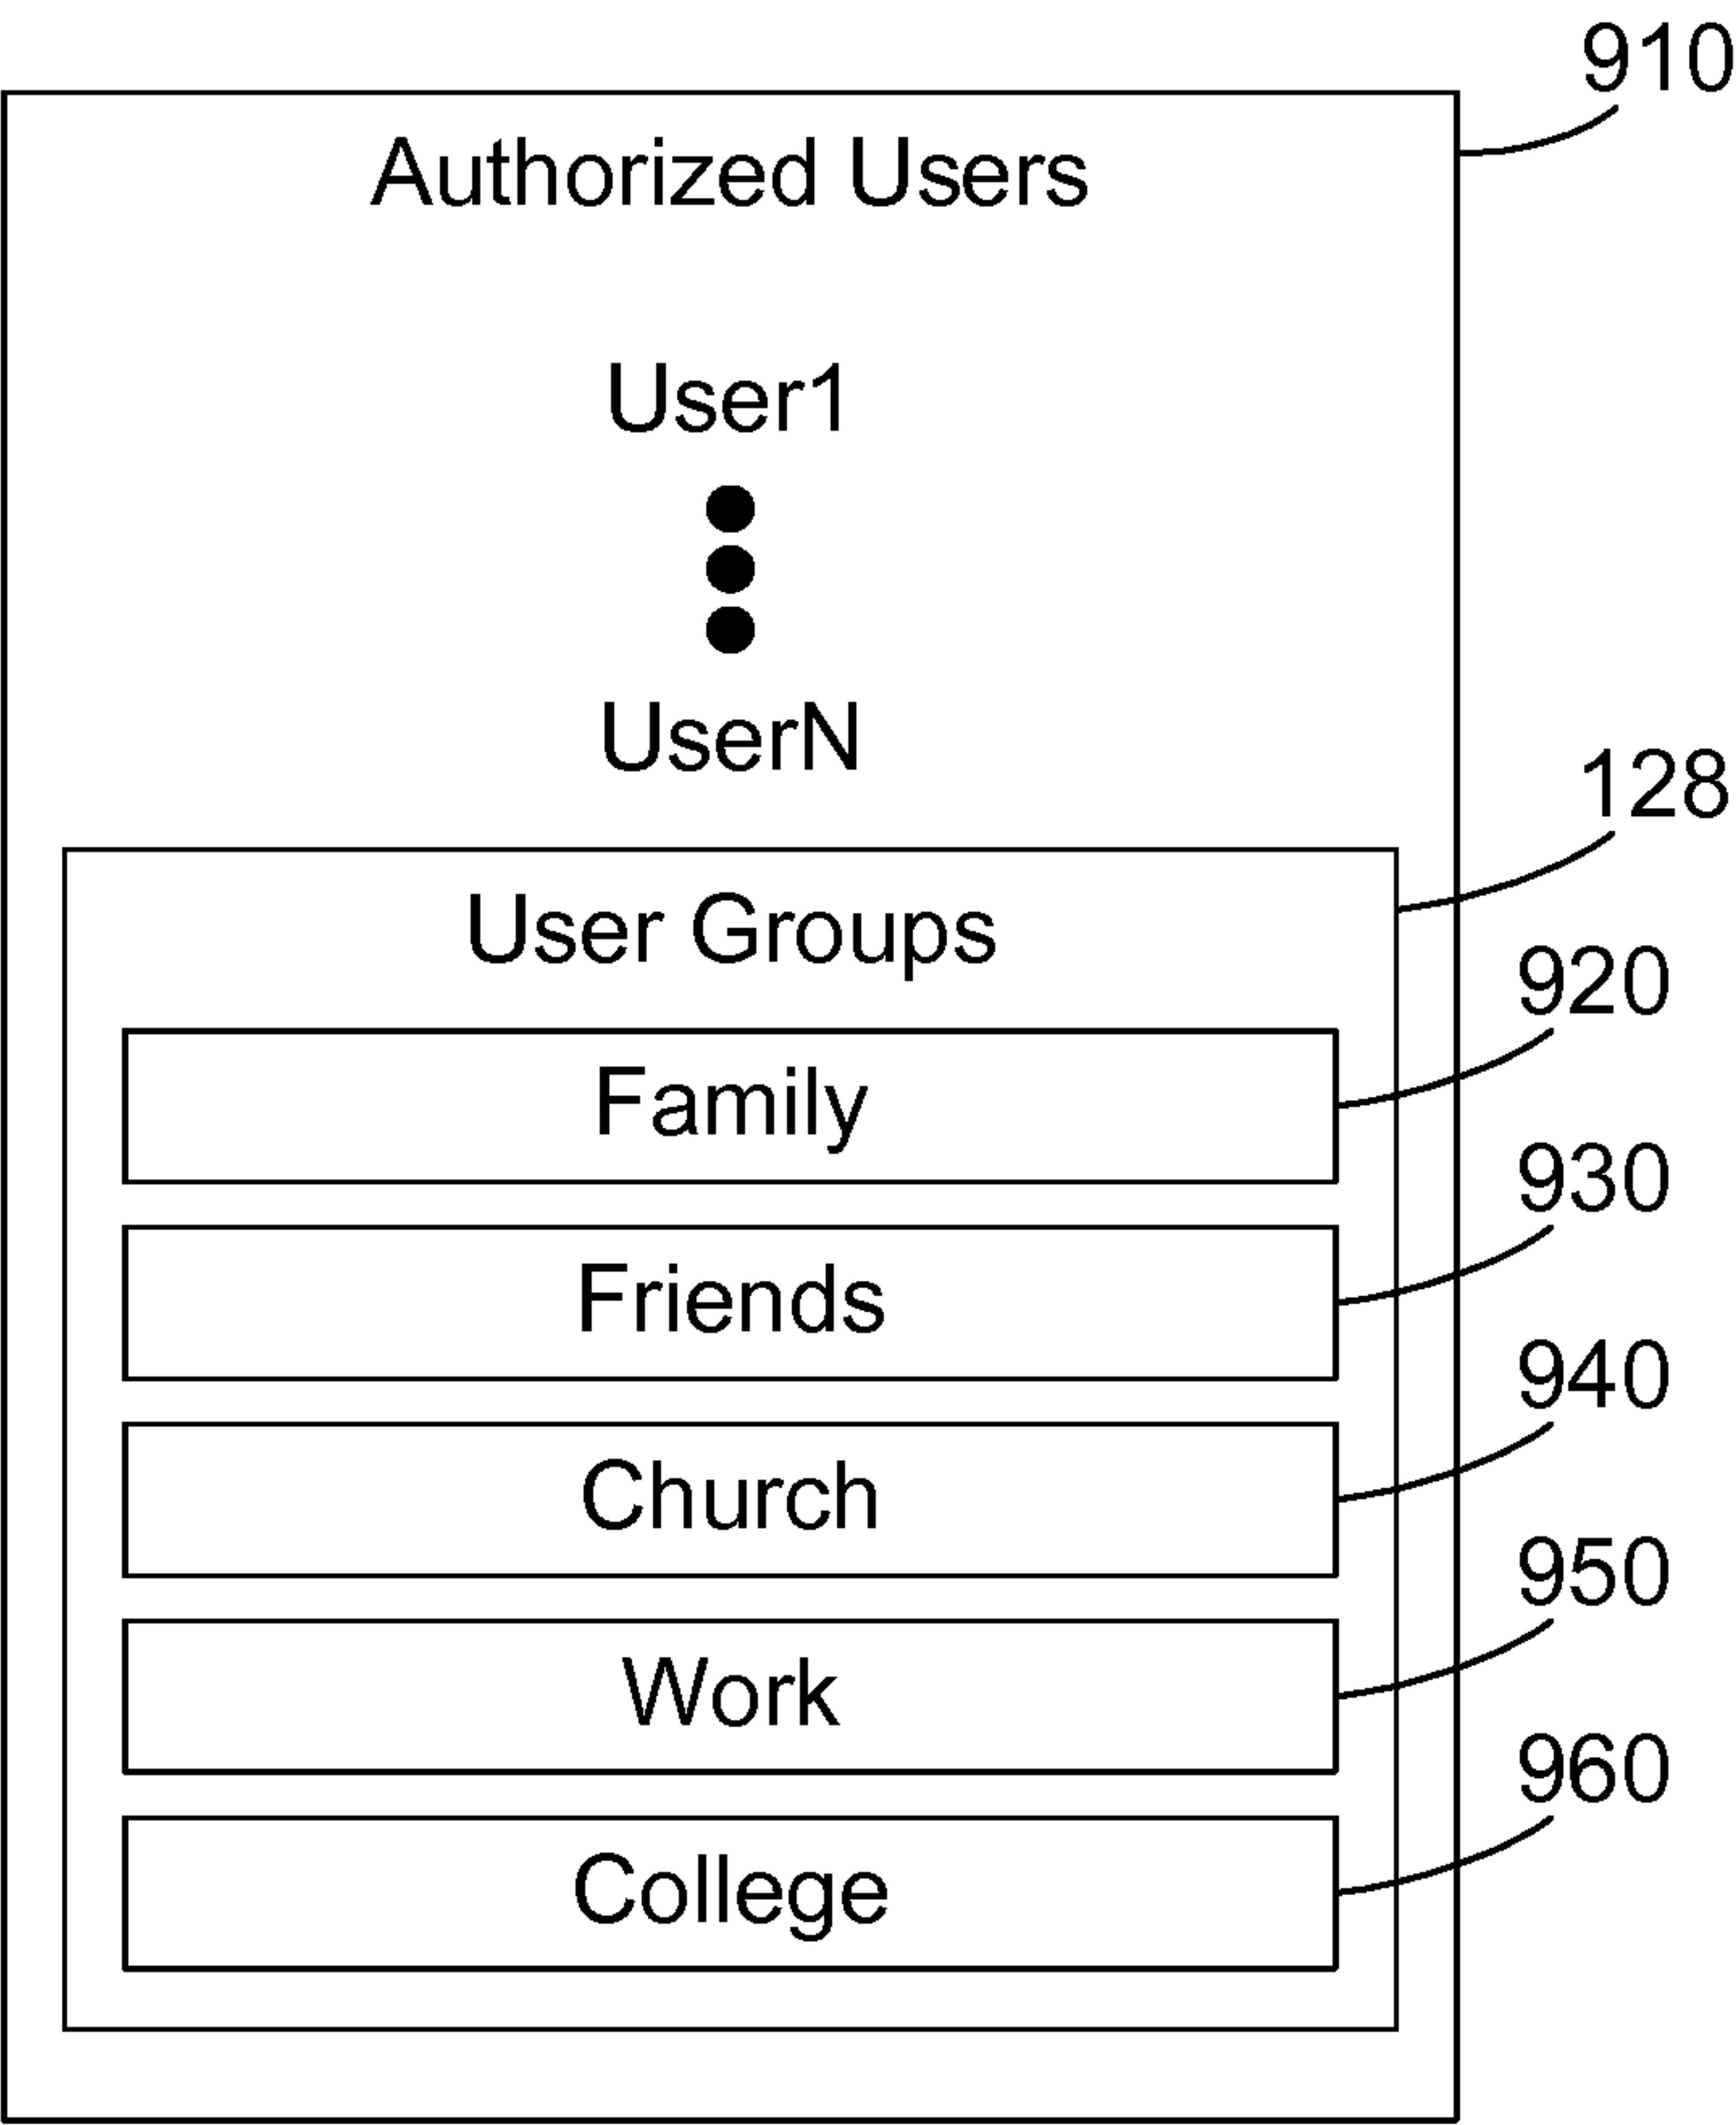 910
Authorized Users
User1
UserN
128
User Groups
920
Family
930
Friends
940
Church
950
Work
960
College